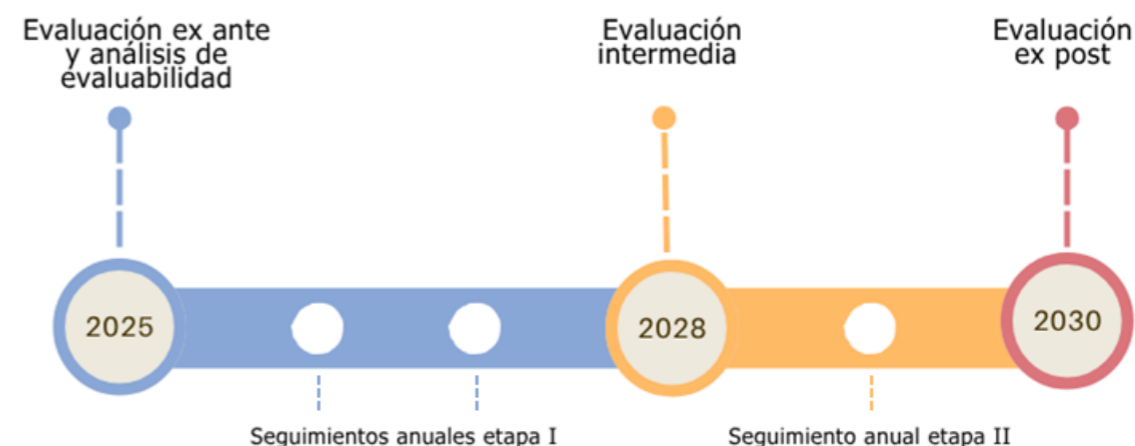 Evaluación ex ante
y análisis de
evaluabilidad
Evaluación
intermedia
Evaluación
ex post
2025
2028
2030
Seguimientos anuales etapa I
Seguimiento anual etapa II